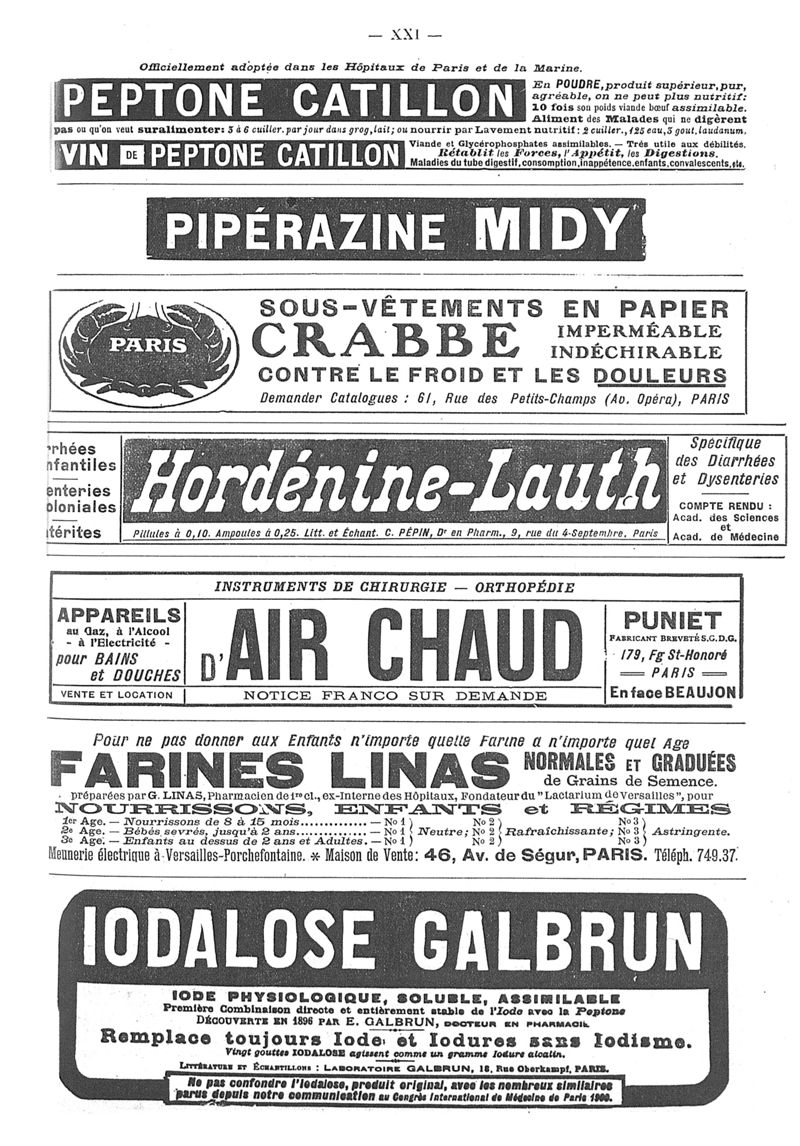 — XXI —
Officiellement adoptée dans les Hôpitaux de Paris et de la Marine.
PEPTONE CATILLON
En POUDRE, produit supérieur, pur,
agréable, on ne peut plus nutritif:
10 fois son poids viande bœuf assimilable.
Aliment des Malades qui ne digèrent
pas ou qu'on veut suralimenter: 3 à 6 cuiller. par jour dans grog, lait; ou nourrir par Lavement nutritif: 2 cuiller., 125 eau, 3 gout. laudanum.
VIN DE PEPTONE CATILLON
Viande et Glycérophosphates assimilables. — Très utile aux débilités.
Rétablit les Forces, l'Appétit, les Digestions.
Maladies du tube digestif, consomption, inappétence, enfants, convalescents, etc.
PIPÉRAZINE MIDY
PARIS
SOUS-VÊTEMENTS EN PAPIER
CRABBE
IMPERMÉABLE
INDÉCHIRABLE
CONTRE LE FROID ET LES DOULEURS
Demander Catalogues : 61, Rue des Petits-Champs (Av. Opéra), PARIS
rrhées
nfantiles
enteries
oloniales
térites
Hordénine-Lauth
Pillules à 0,10. Ampoules à 0,25. Litt. et Échant. C. PÉPIN, Dr en Pharm., 9, rue du 4-Septembre, Paris
Spécifique
des Diarrhées
et Dysenteries
COMPTE RENDU :
Acad. des Sciences
et
Acad. de Médecine
INSTRUMENTS DE CHIRURGIE — ORTHOPÉDIE
APPAREILS
au Gaz, à l'Alcool
- à l'Electricité -
pour BAINS
et DOUCHES
VENTE ET LOCATION
D'AIR CHAUD
NOTICE FRANCO SUR DEMANDE
PUNIET
FABRICANT BREVETÉ S.G.D.G.
179, Fg St-Honoré
PARIS
En face BEAUJON
Pour ne pas donner aux Enfants n'importe quelle Farine a n'importe quel Age
FARINES LINAS NORMALES ET GRADUÉES
de Grains de Semence.
préparées par G. LINAS, Pharmacien de 1re cl., ex-Interne des Hôpitaux, Fondateur du "Lactarium de Versailles", pour
NOURRISSONS, ENFANTS et RÉGIMES
1er Age. — Nourrissons de 8 à 15 mois............... — No 1 } No 2 } No 3 }
2e Age. — Bébés sevrés, jusqu'à 2 ans............... — No 1 } Neutre; No 2 } Rafraîchissante; No 3 } Astringente.
3e Age. — Enfants au dessus de 2 ans et Adultes. — No 1 } No 2 } No 3 }
Meunerie électrique à Versailles-Porchefontaine. * Maison de Vente: 46, Av. de Ségur, PARIS. Téléph. 749.37.
IODALOSE GALBRUN
IODE PHYSIOLOGIQUE, SOLUBLE, ASSIMILABLE
Première Combinaison directe et entièrement stable de l'Iode avec la Peptone
DÉCOUVERTE EN 1896 PAR E. GALBRUN, DOCTEUR EN PHARMACIE
Remplace toujours Iode et Iodures sans Iodisme.
Vingt gouttes IODALOSE agissent comme un gramme Iodure alcalin.
LITTÉRATURE ET ÉCHANTILLONS : LABORATOIRE GALBRUN, 18, Rue Oberkampf, PARIS.
Ne pas confondre l'Iodalose, produit original, avec les nombreux similaires
parus depuis notre communication au Congrès International de Médecine de Paris 1900.